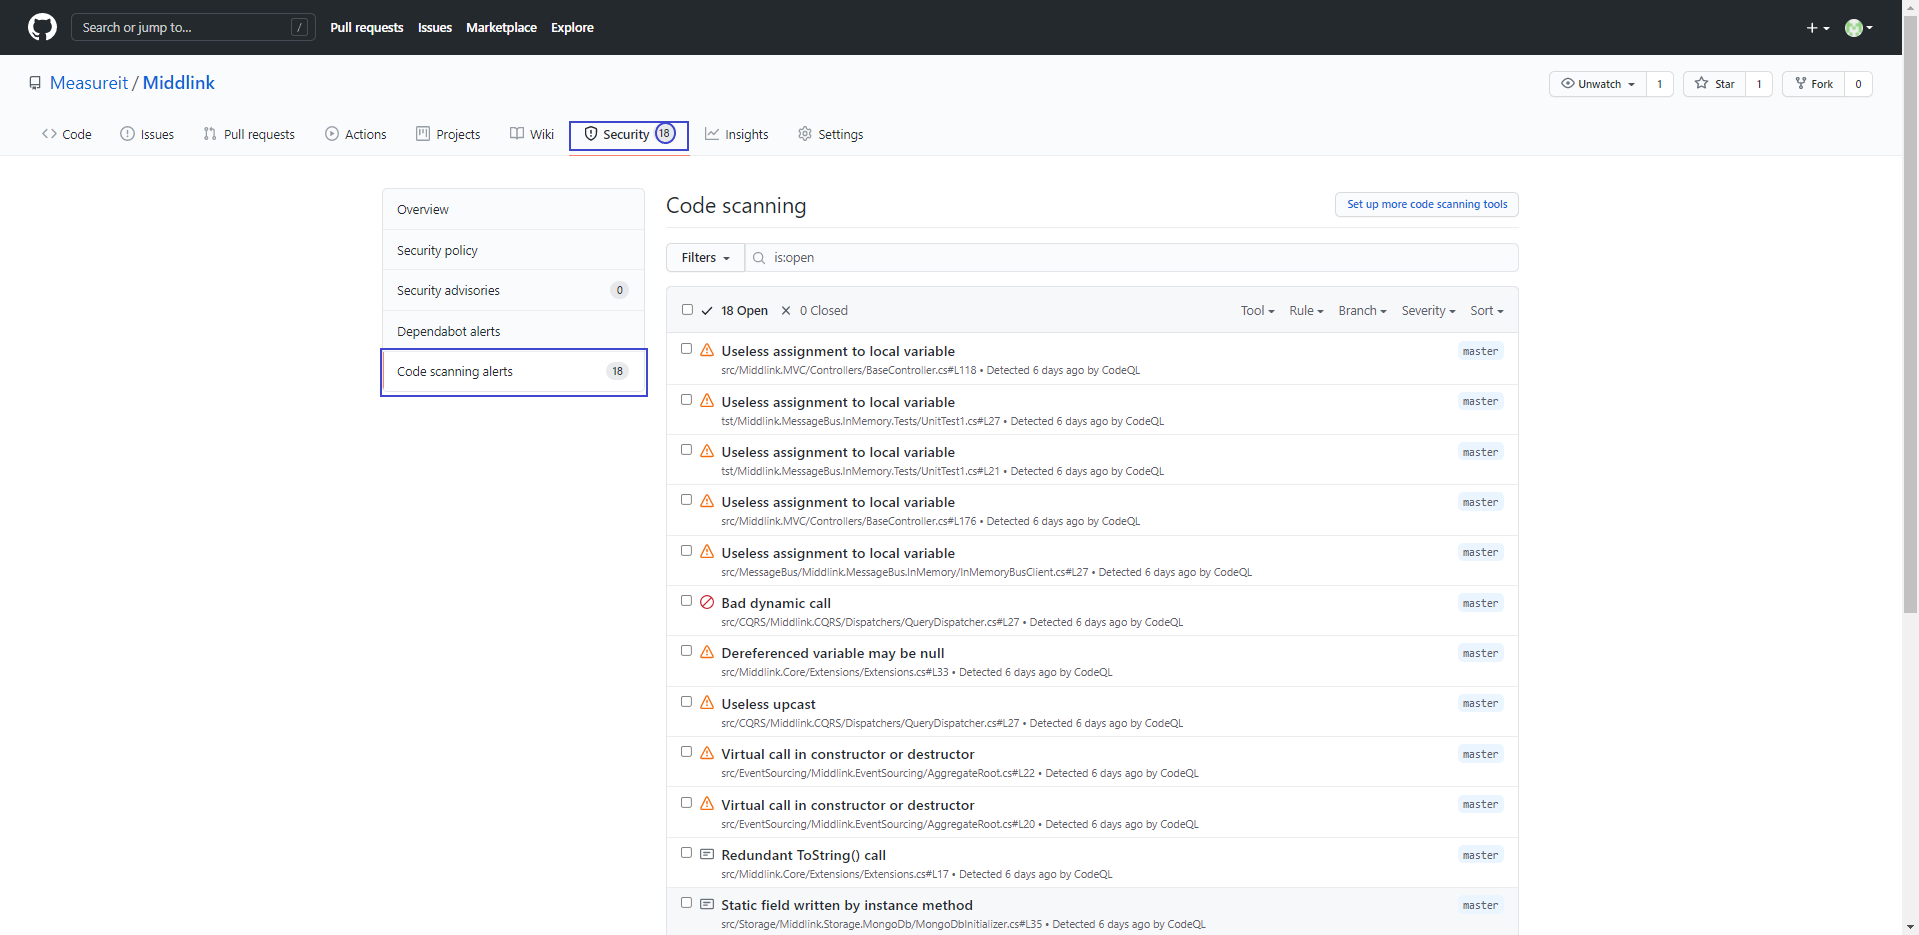 Search or jump to... /
Pull requests Issues Marketplace Explore
Measureit / Middlink
Unwatch 1 Star 1 Fork 0
Code Issues Pull requests Actions Projects Wiki Security 18 Insights Settings
Overview
Security policy
Security advisories 0
Dependabot alerts
Code scanning alerts 18
Code scanning
Set up more code scanning tools
Filters is:open
18 Open 0 Closed Tool Rule Branch Severity Sort
Useless assignment to local variable master
src/Middlink.MVC/Controllers/BaseController.cs#L118 • Detected 6 days ago by CodeQL
Useless assignment to local variable master
tst/Middlink.MessageBus.InMemory.Tests/UnitTest1.cs#L27 • Detected 6 days ago by CodeQL
Useless assignment to local variable master
tst/Middlink.MessageBus.InMemory.Tests/UnitTest1.cs#L21 • Detected 6 days ago by CodeQL
Useless assignment to local variable master
src/Middlink.MVC/Controllers/BaseController.cs#L176 • Detected 6 days ago by CodeQL
Useless assignment to local variable master
src/MessageBus/Middlink.MessageBus.InMemory/InMemoryBusClient.cs#L27 • Detected 6 days ago by CodeQL
Bad dynamic call master
src/CQRS/Middlink.CQRS/Dispatchers/QueryDispatcher.cs#L27 • Detected 6 days ago by CodeQL
Dereferenced variable may be null master
src/Middlink.Core/Extensions/Extensions.cs#L33 • Detected 6 days ago by CodeQL
Useless upcast master
src/CQRS/Middlink.CQRS/Dispatchers/QueryDispatcher.cs#L27 • Detected 6 days ago by CodeQL
Virtual call in constructor or destructor master
src/EventSourcing/Middlink.EventSourcing/AggregateRoot.cs#L22 • Detected 6 days ago by CodeQL
Virtual call in constructor or destructor master
src/EventSourcing/Middlink.EventSourcing/AggregateRoot.cs#L20 • Detected 6 days ago by CodeQL
Redundant ToString() call master
src/Middlink.Core/Extensions/Extensions.cs#L17 • Detected 6 days ago by CodeQL
Static field written by instance method master
src/Storage/Middlink.Storage.MongoDb/MongoDbInitializer.cs#L35 • Detected 6 days ago by CodeQL